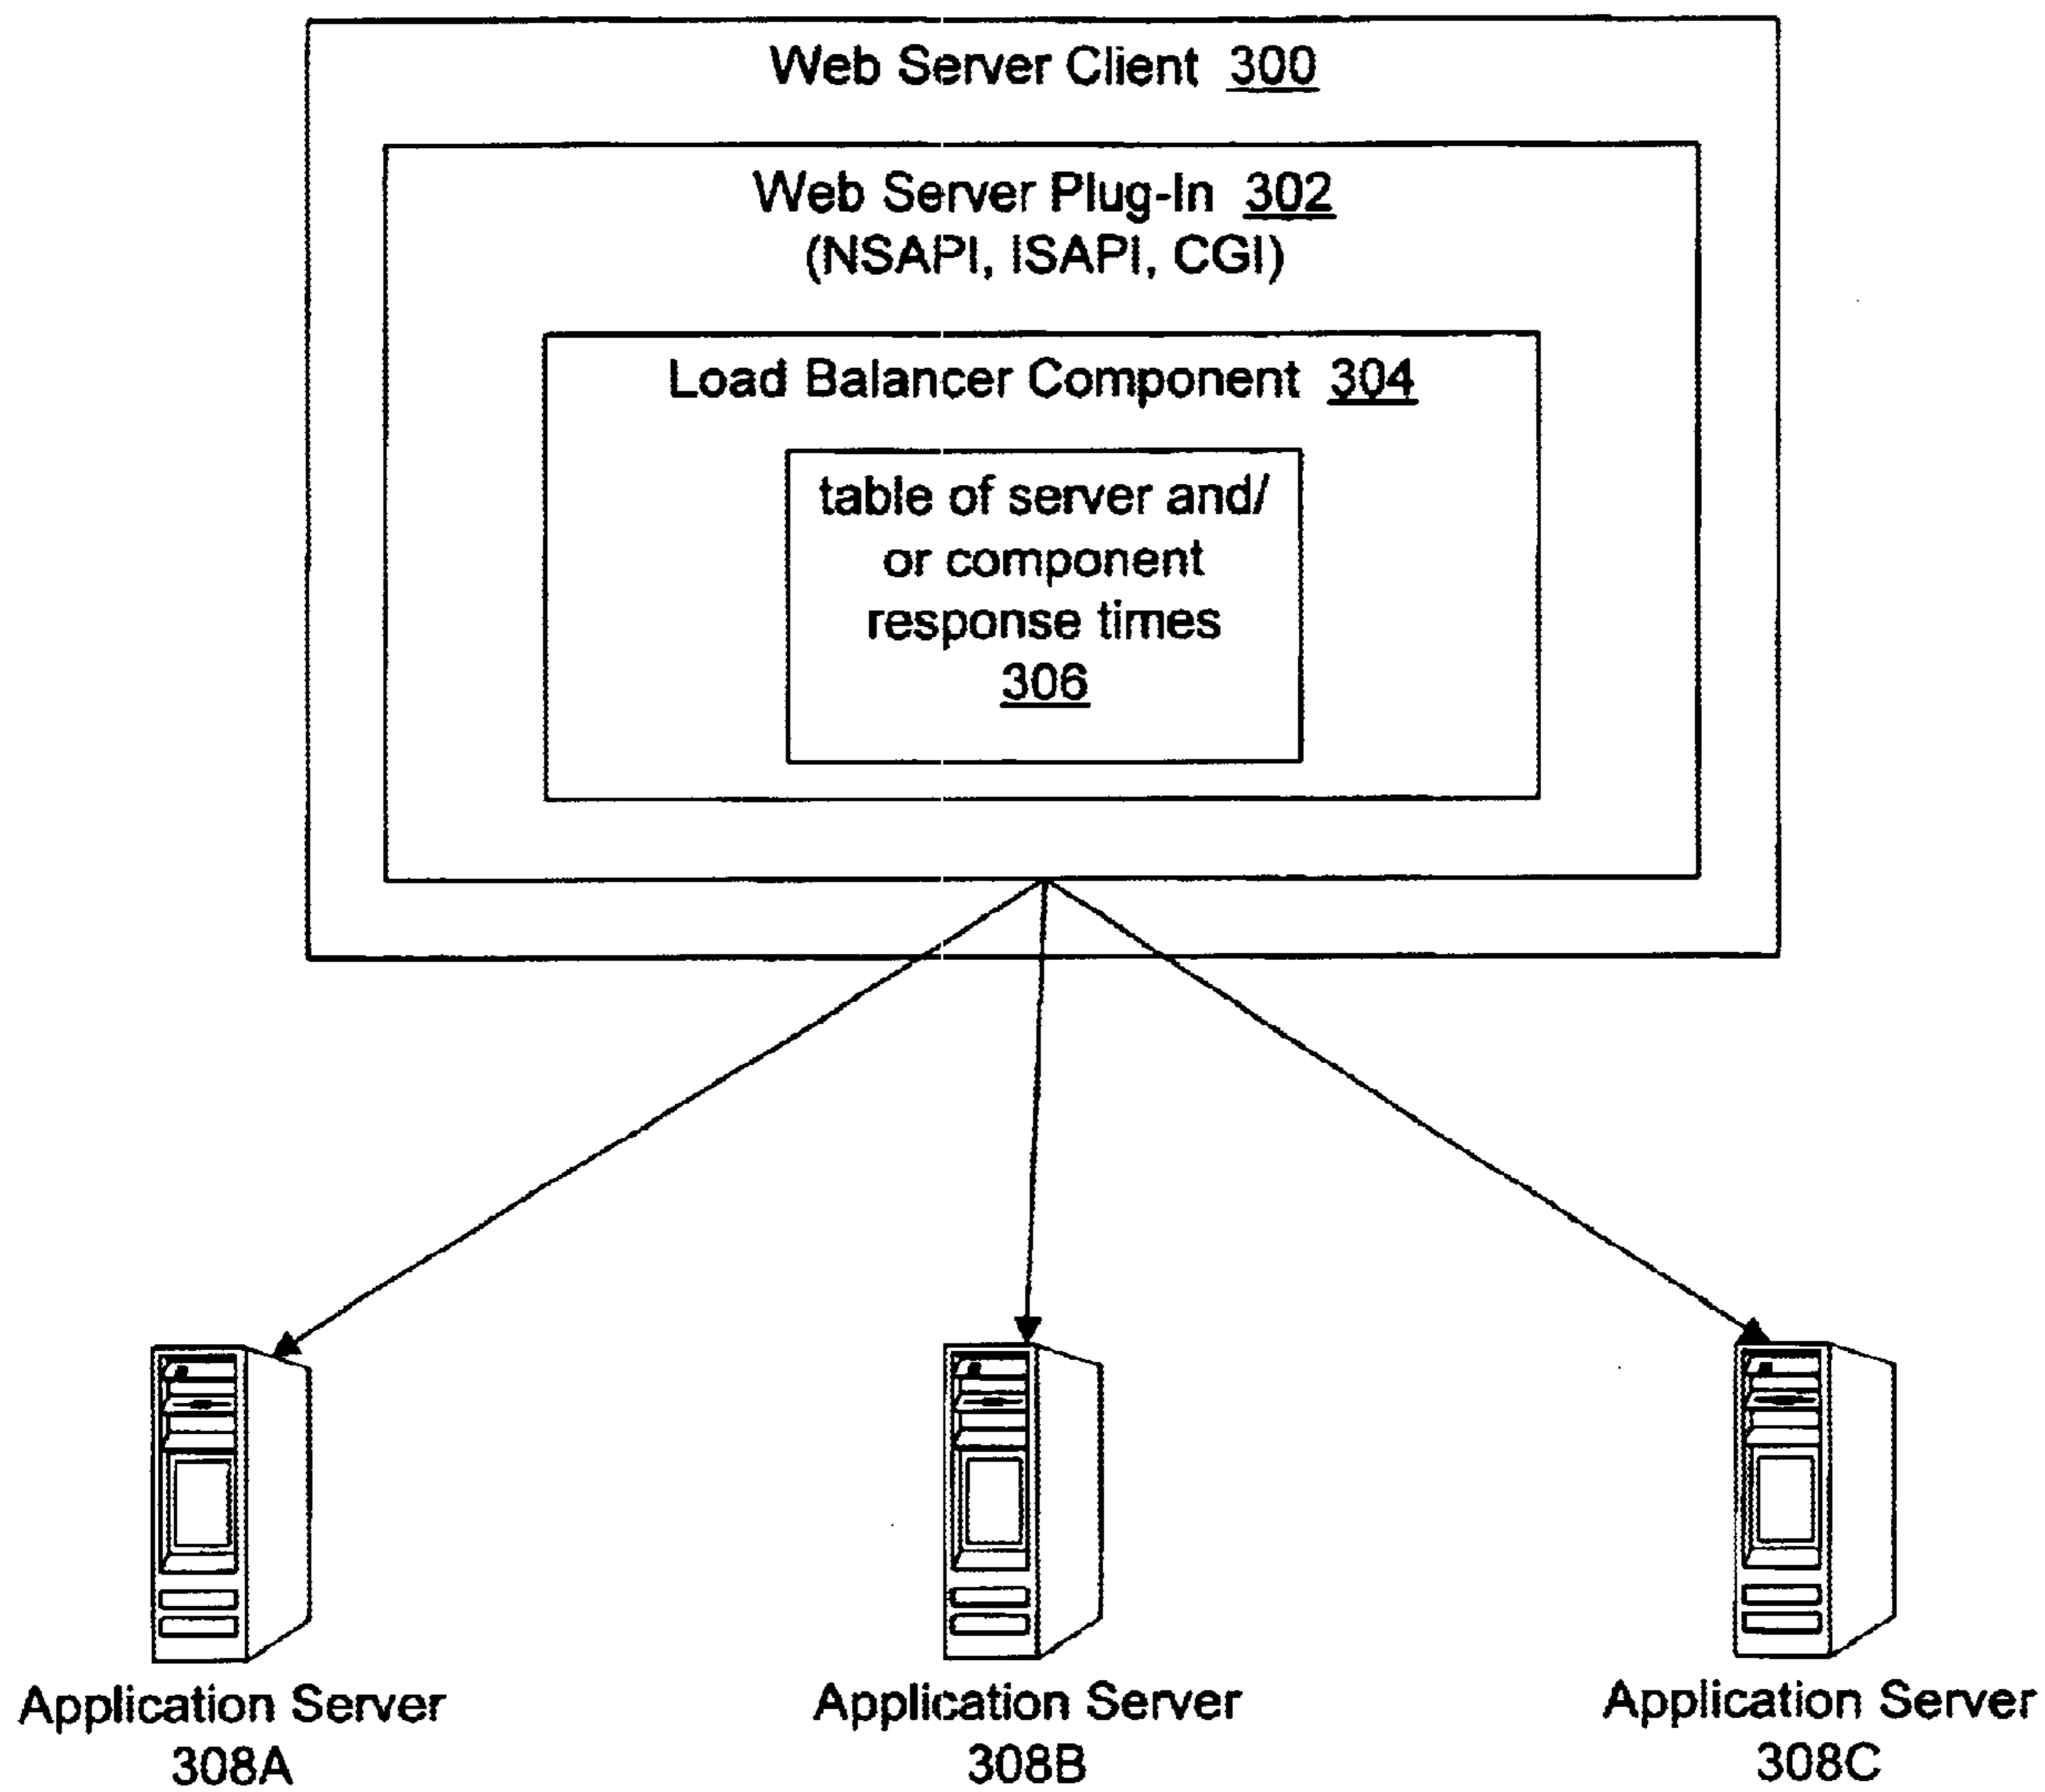 Web Server Client 300
Web Server Plug-In 302
(NSAPI, ISAPI, CGI)
Load Balancer Component 304
table of server and/
or component
response times
306
Application Server
308A
Application Server
308B
Application Server
308C